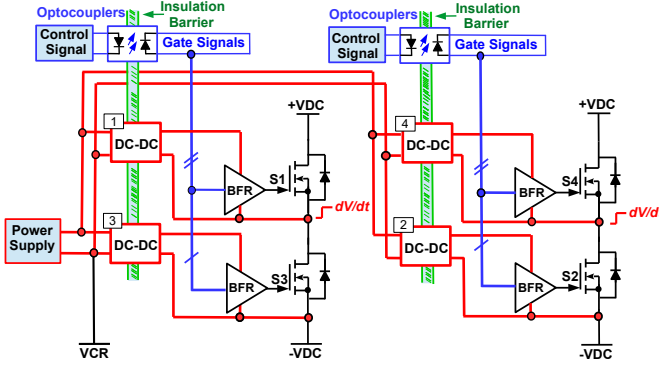 Optocouplers
Insulation
Barrier
Control
Signal
Gate Signals
+VDC
1
DC-DC
S1
BFR
dV/dt
Power
Supply
3
DC-DC
S3
BFR
VCR
-VDC
Optocouplers
Insulation
Barrier
Control
Signal
Gate Signals
+VDC
4
DC-DC
S4
BFR
dV/d
2
DC-DC
S2
BFR
-VDC